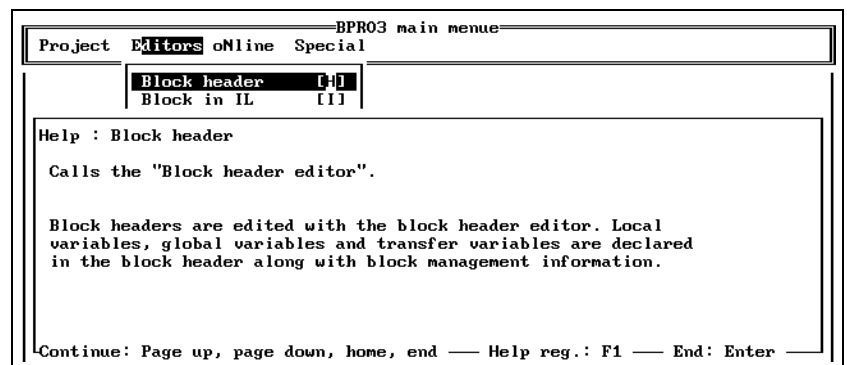 BPRO3 main menue
Project Editors oNline Special
Block header [H]
Block in IL [I]
Help : Block header
Calls the "Block header editor".
Block headers are edited with the block header editor. Local
variables, global variables and transfer variables are declared
in the block header along with block management information.
Continue: Page up, page down, home, end — Help reg.: F1 — End: Enter